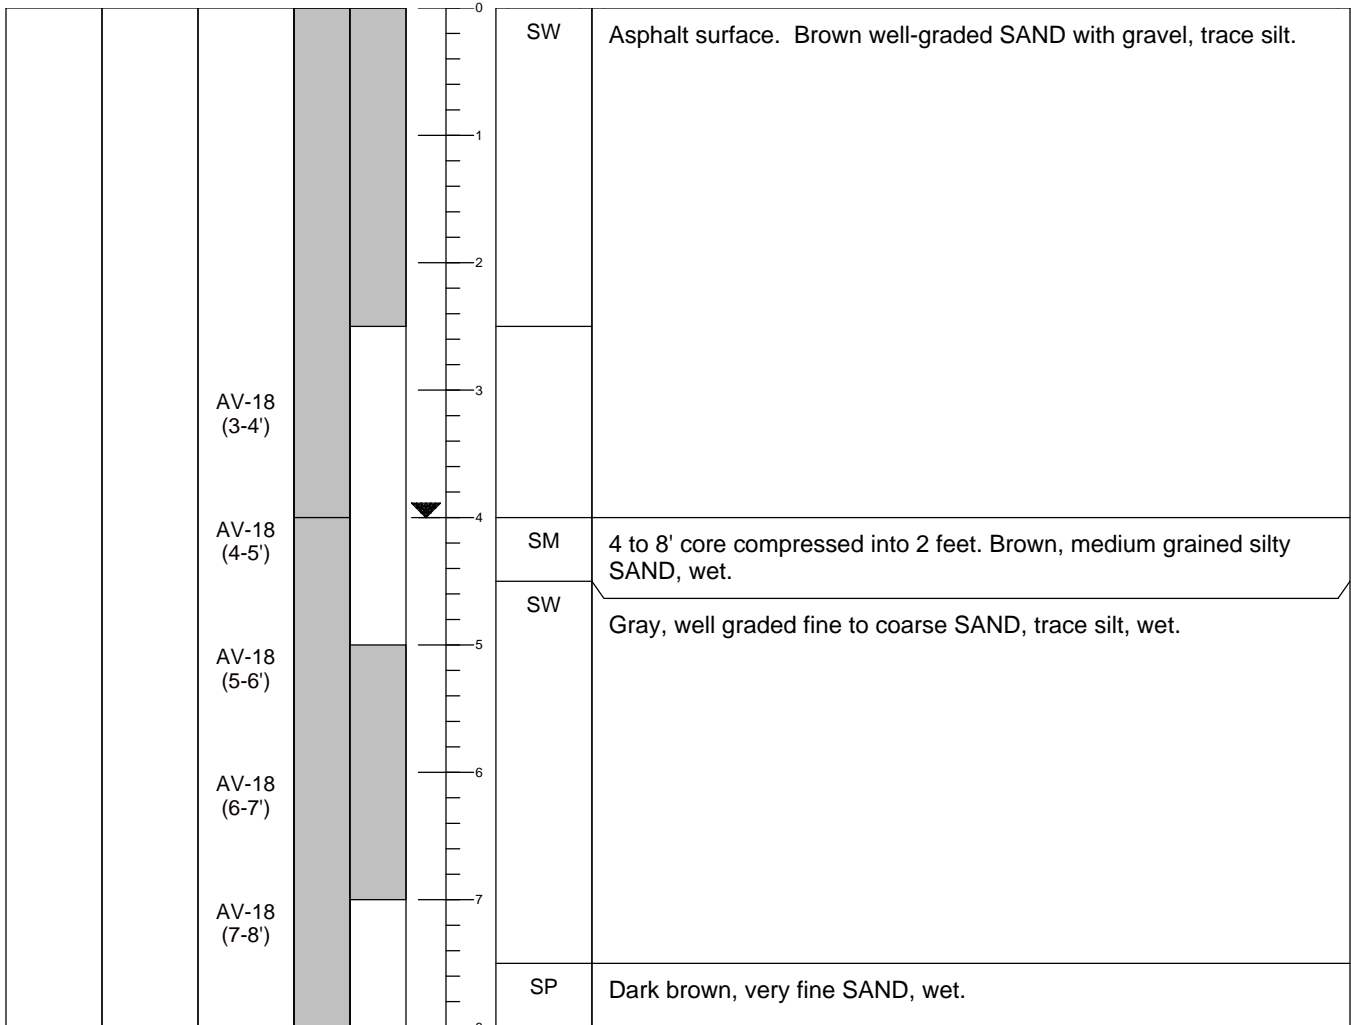 0
SW
Asphalt surface.  Brown well-graded SAND with gravel, trace silt.
1
2
3
AV-18
(3-4')
4
AV-18
(4-5')
SM
4 to 8' core compressed into 2 feet. Brown, medium grained silty
SAND, wet.
SW
Gray, well graded fine to coarse SAND, trace silt, wet.
5
AV-18
(5-6')
6
AV-18
(6-7')
7
AV-18
(7-8')
SP
Dark brown, very fine SAND, wet.